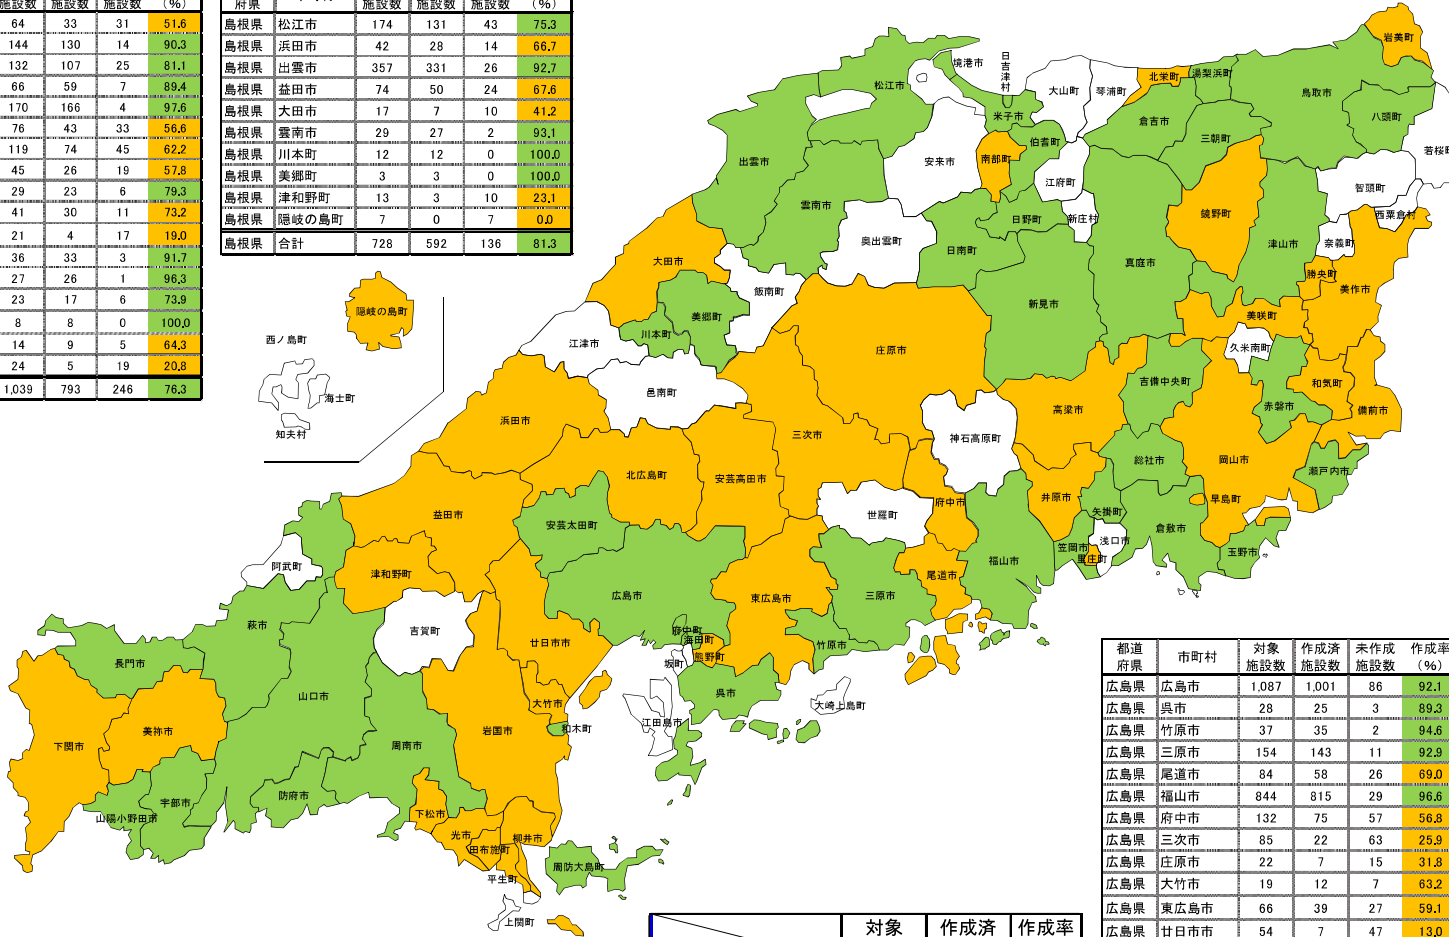 施設数 施設数 施設数 （%）
64 33 31 51.6
144 130 14 90.3
132 107 25 81.1
66 59 7 89.4
170 166 4 97.6
76 43 33 56.6
119 74 45 62.2
45 26 19 57.8
29 23 6 79.3
41 30 11 73.2
21 4 17 19.0
36 33 3 91.7
27 26 1 96.3
23 17 6 73.9
8 8 0 100.0
14 9 5 64.3
24 5 19 20.8
1,039 793 246 76.3
府県 施設数 施設数 施設数 （%）
島根県 松江市 174 131 43 75.3
島根県 浜田市 42 28 14 66.7
島根県 出雲市 357 331 26 92.7
島根県 益田市 74 50 24 67.6
島根県 大田市 17 7 10 41.2
島根県 雲南市 29 27 2 93.1
島根県 川本町 12 12 0 100.0
島根県 美郷町 3 3 0 100.0
島根県 津和野町 13 3 10 23.1
島根県 隠岐の島町 7 0 7 0.0
島根県 合計 728 592 136 81.3
岩美町
境港市
日吉津村
松江市
大山町
琴浦町
北栄町
湯梨浜町
鳥取市
米子市
倉吉市
三朝町
八頭町
若桜町
出雲市
安来市
南部町
伯耆町
江府町
智頭町
西粟倉村
雲南市
奥出雲町
日野町
日南町
新庄村
鏡野町
津山市
奈義町
真庭市
勝央町
美作市
大田市
飯南町
新見市
美咲町
隠岐の島町
美郷町
川本町
西ノ島町
江津市
庄原市
久米南町
海士町
邑南町
吉備中央町
和気町
赤磐市
備前市
知夫村
浜田市
三次市
高梁市
神石高原町
総社市
岡山市
瀬戸内市
北広島町
安芸高田市
府中市
井原市
早島町
益田市
安芸太田町
世羅町
矢掛町
倉敷市
浅口市
笠岡市
里庄町
玉野市
福山市
阿武町
津和野町
尾道市
広島市
東広島市
三原市
萩市
吉賀町
府中町
海田町
熊野町
坂町
竹原市
廿日市市
長門市
山口市
呉市
大崎上島町
江田島市
大竹市
和木町
岩国市
美祢市
下関市
周南市
宇部市
防府市
山陽小野田市
下松市
光市
田布施町
柳井市
平生町
周防大島町
上関町
都道府県 市町村 対象施設数 作成済施設数 未作成施設数 作成率（%）
広島県 広島市 1,087 1,001 86 92.1
広島県 呉市 28 25 3 89.3
広島県 竹原市 37 35 2 94.6
広島県 三原市 154 143 11 92.9
広島県 尾道市 84 58 26 69.0
広島県 福山市 844 815 29 96.6
広島県 府中市 132 75 57 56.8
広島県 三次市 85 22 63 25.9
広島県 庄原市 22 7 15 31.8
広島県 大竹市 19 12 7 63.2
広島県 東広島市 66 39 27 59.1
広島県 廿日市市 54 7 47 13.0
対象 作成済 作成率